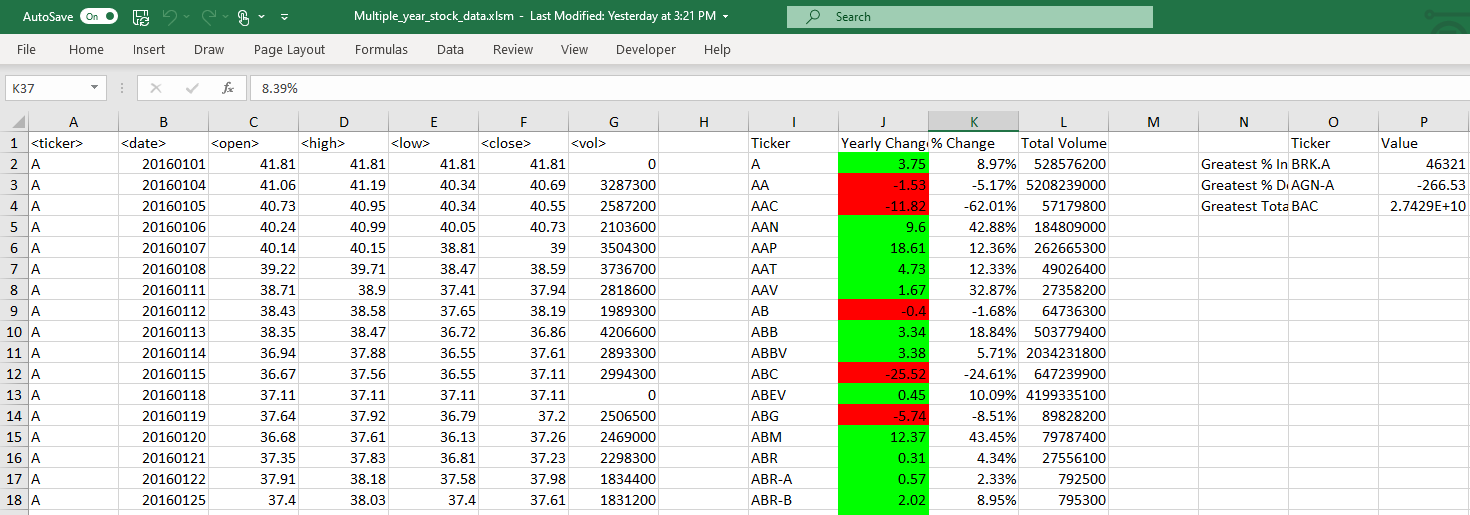 AutoSave On Multiple_year_stock_data.xlsm - Last Modified: Yesterday at 3:21 PM Search
File Home Insert Draw Page Layout Formulas Data Review View Developer Help
K37 fx 8.39%
A B C D E F G H I J K L M N O P
1 <ticker> <date> <open> <high> <low> <close> <vol> Ticker Yearly Chang % Change Total Volume Ticker Value
2 A 20160101 41.81 41.81 41.81 41.81 0 A 3.75 8.97% 528576200 Greatest % In BRK.A 46321
3 A 20160104 41.06 41.19 40.34 40.69 3287300 AA -1.53 -5.17% 5208239000 Greatest % De AGN-A -266.53
4 A 20160105 40.73 40.95 40.34 40.55 2587200 AAC -11.82 -62.01% 57179800 Greatest Tota BAC 2.7429E+10
5 A 20160106 40.24 40.99 40.05 40.73 2103600 AAN 9.6 42.88% 184809000
6 A 20160107 40.14 40.15 38.81 39 3504300 AAP 18.61 12.36% 262665300
7 A 20160108 39.22 39.71 38.47 38.59 3736700 AAT 4.73 12.33% 49026400
8 A 20160111 38.71 38.9 37.41 37.94 2818600 AAV 1.67 32.87% 27358200
9 A 20160112 38.43 38.58 37.65 38.19 1989300 AB -0.4 -1.68% 64736300
10 A 20160113 38.35 38.47 36.72 36.86 4206600 ABB 3.34 18.84% 503779400
11 A 20160114 36.94 37.88 36.55 37.61 2893300 ABBV 3.38 5.71% 2034231800
12 A 20160115 36.67 37.56 36.55 37.11 2994300 ABC -25.52 -24.61% 647239900
13 A 20160118 37.11 37.11 37.11 37.11 0 ABEV 0.45 10.09% 4199335100
14 A 20160119 37.64 37.92 36.79 37.2 2506500 ABG -5.74 -8.51% 89828200
15 A 20160120 36.68 37.61 36.13 37.26 2469000 ABM 12.37 43.45% 79787400
16 A 20160121 37.35 37.83 36.81 37.23 2298300 ABR 0.31 4.34% 27556100
17 A 20160122 37.91 38.18 37.58 37.98 1834400 ABR-A 0.57 2.33% 792500
18 A 20160125 37.4 38.03 37.4 37.61 1831200 ABR-B 2.02 8.95% 795300